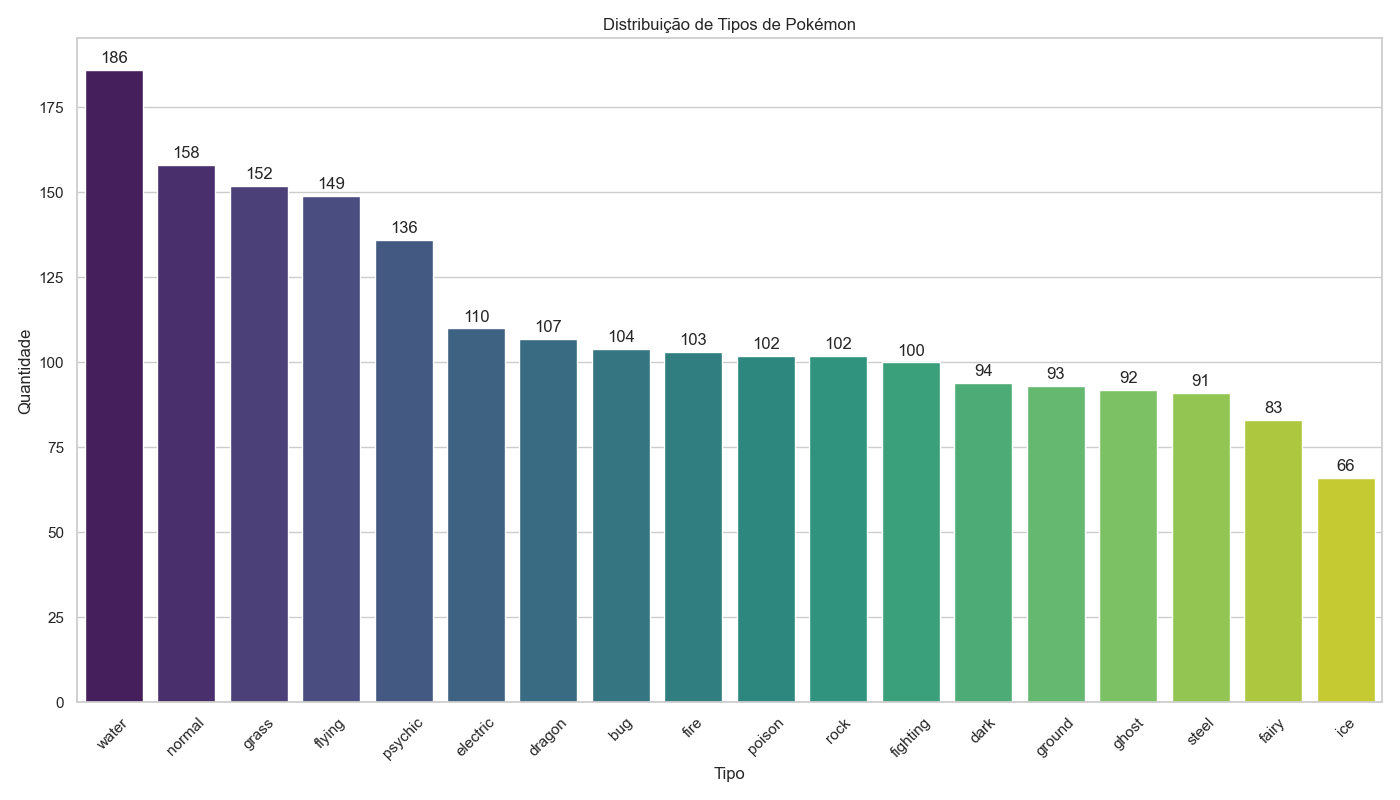 Distribuição de Tipos de Pokémon
186
158
152
149
136
110
107
104
103
102
102
100
94
93
92
91
83
66
175
150
125
100
75
50
25
0
Quantidade
water
normal
grass
flying
psychic
electric
dragon
bug
fire
poison
rock
fighting
dark
ground
ghost
steel
fairy
ice
Tipo